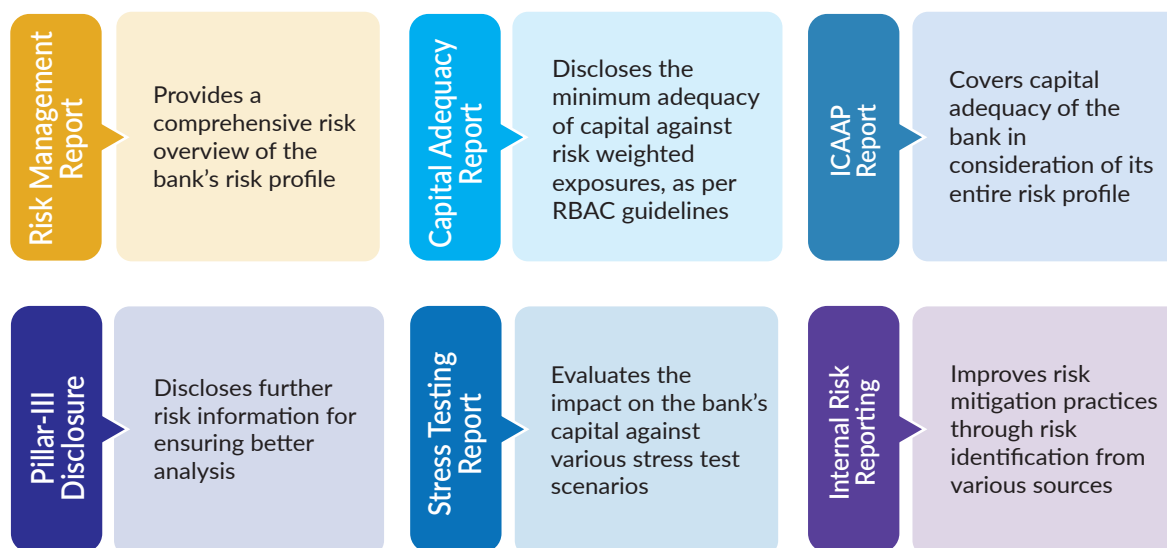 Risk Management
Report
Provides a
comprehensive risk
overview of the
bank's risk profile
Capital Adequacy
Report
Discloses the
minimum adequacy
of capital against
risk weighted
exposures, as per
RBAC guidelines
ICAAP
Report
Covers capital
adequacy of the
bank in
consideration of its
entire risk profile
Pillar-III
Disclosure
Discloses further
risk information for
ensuring better
analysis
Stress Testing
Report
Evaluates the
impact on the bank's
capital against
various stress test
scenarios
Internal Risk
Reporting
Improves risk
mitigation practices
through risk
identification from
various sources